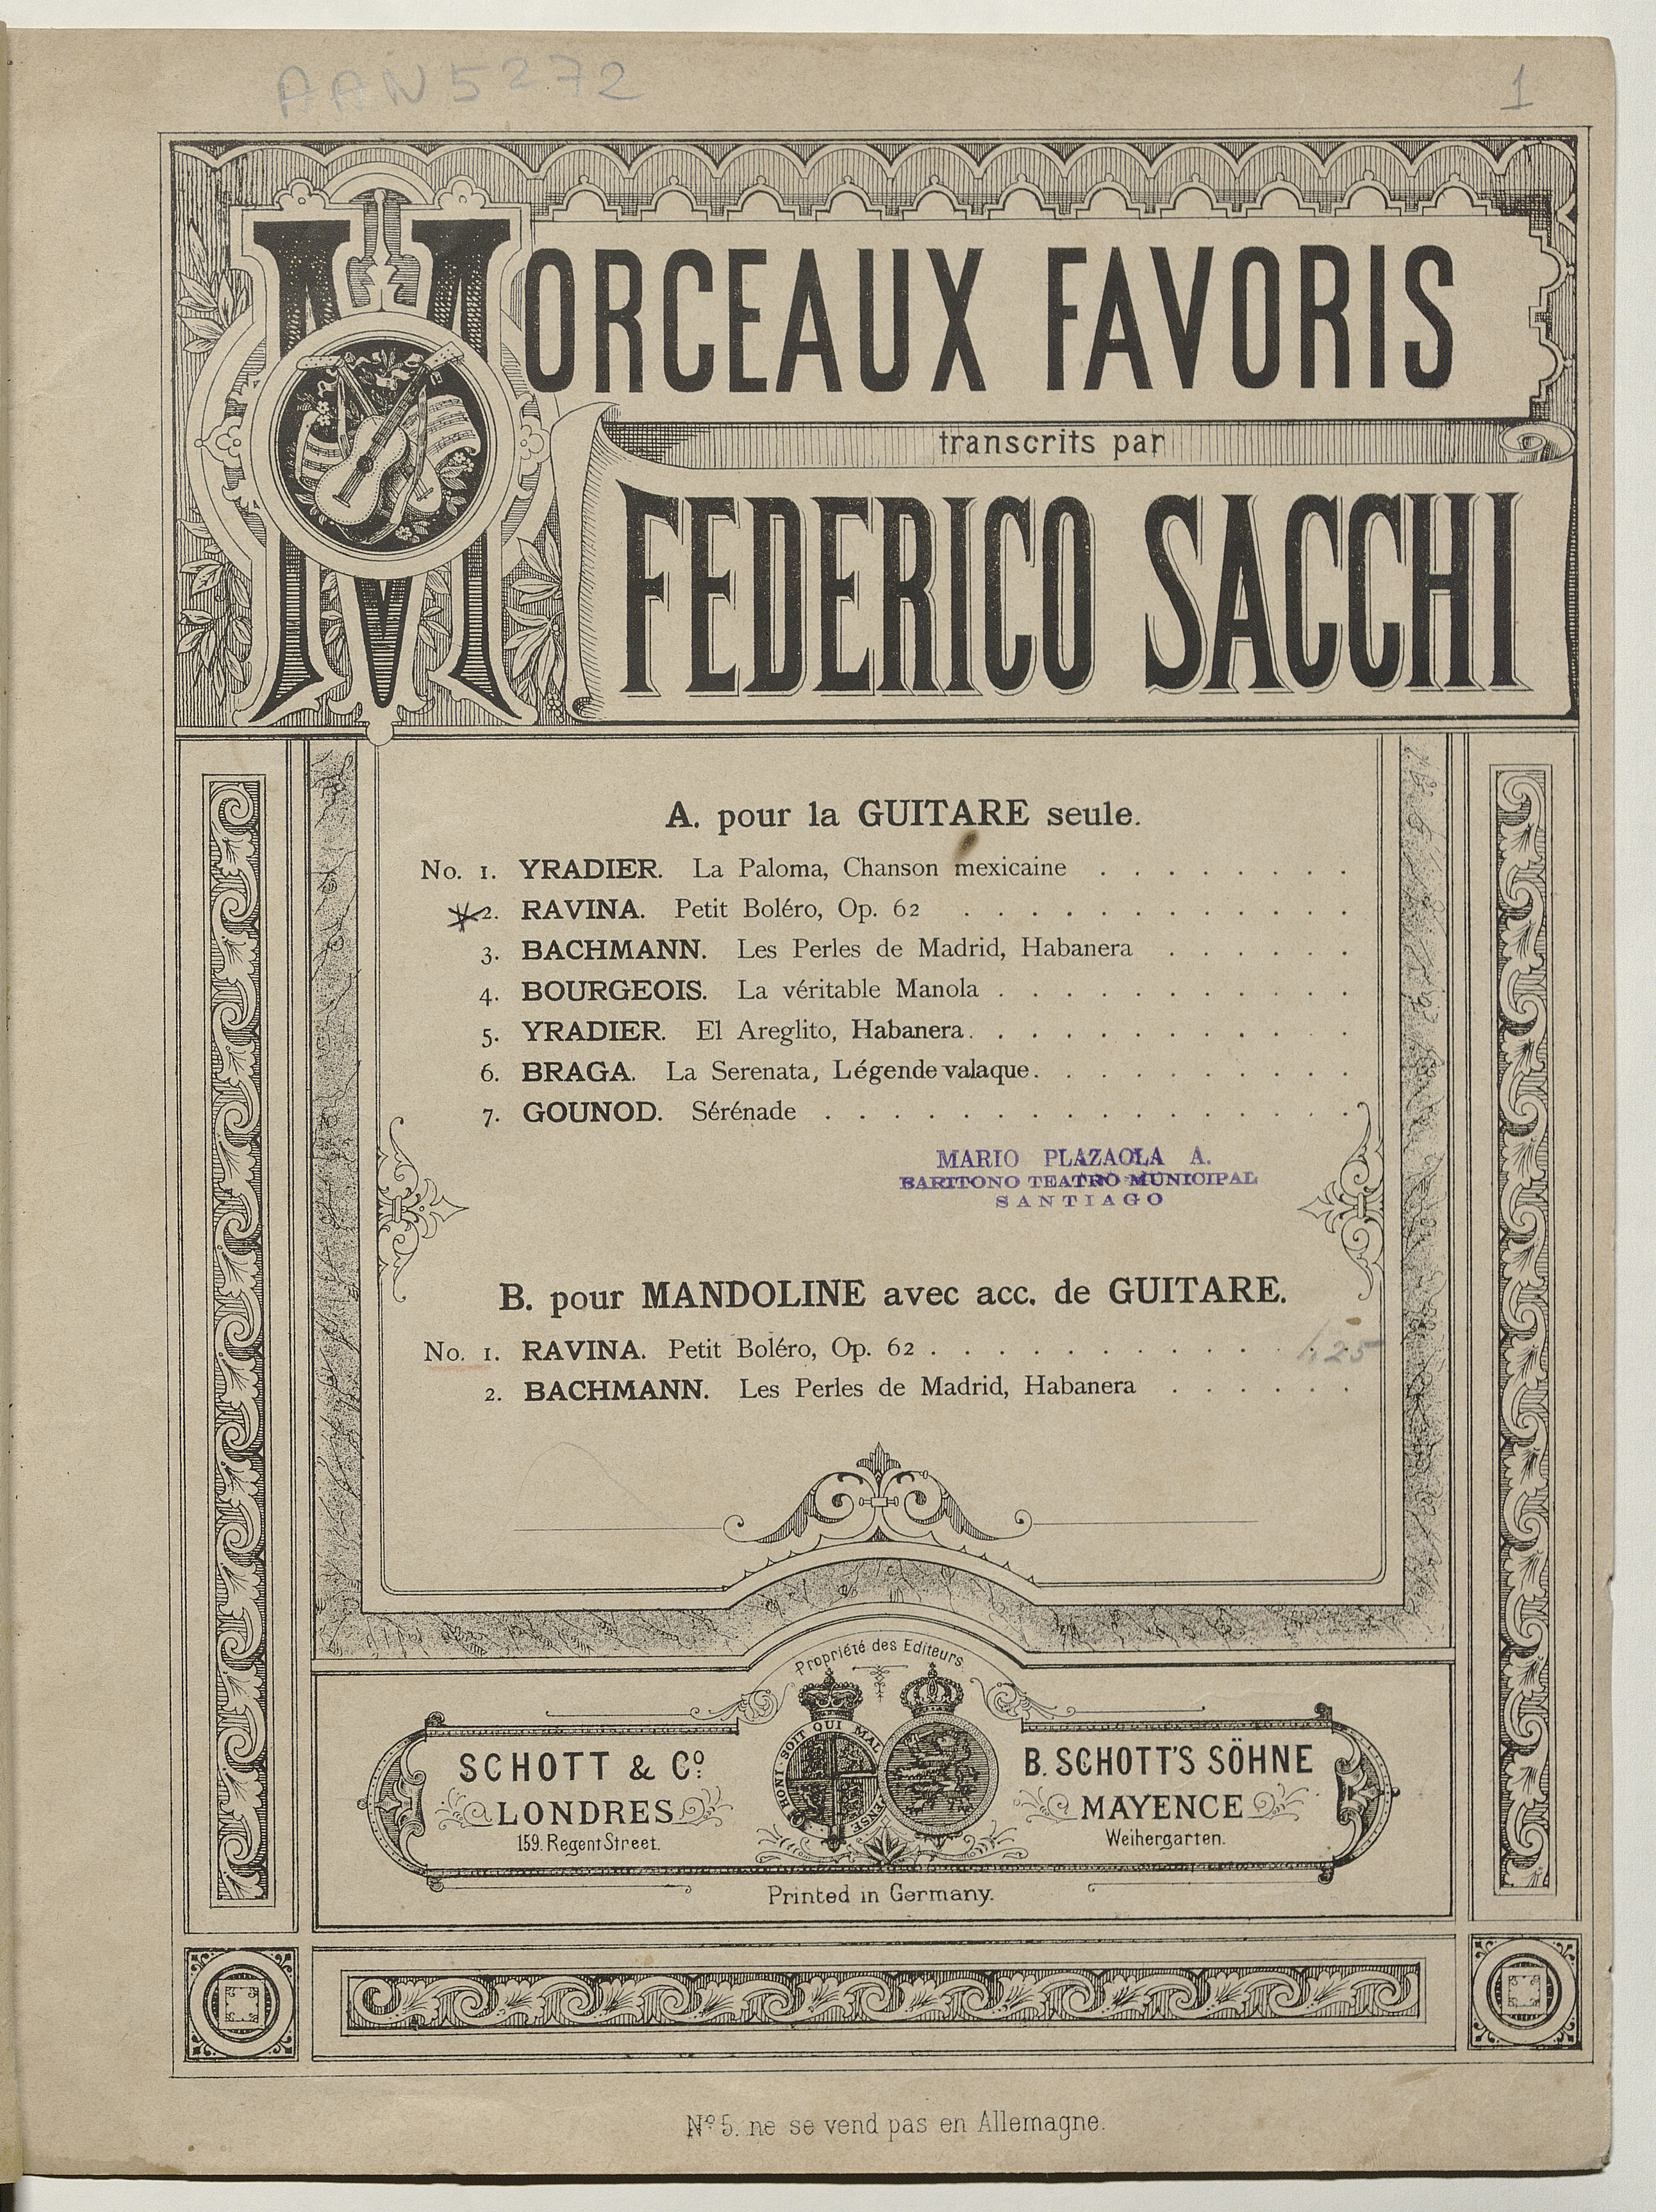 AAN5272
1
MORCEAUX FAVORIS
transcrits par
FEDERICO SACCHI
A. pour la GUITARE seule.
No. 1. YRADIER. La Paloma, Chanson mexicaine . . . . . . . .
2. RAVINA. Petit Boléro, Op. 62 . . . . . . . . . . . .
3. BACHMANN. Les Perles de Madrid, Habanera . . . . . .
4. BOURGEOIS. La véritable Manola . . . . . . . . . . .
5. YRADIER. El Areglito, Habanera . . . . . . . . . . . .
6. BRAGA. La Serenata, Légende valaque . . . . . . . . . .
7. GOUNOD. Sérénade . . . . . . . . . . . . . . . .
MARIO PLAZAOLA A.
BARITONO TEATRO MUNICIPAL
SANTIAGO
B. pour MANDOLINE avec acc. de GUITARE.
No. 1. RAVINA. Petit Boléro, Op. 62 . . . . . . . . . . . .
2. BACHMANN. Les Perles de Madrid, Habanera . . . . . .
Propriété des Editeurs.
HONI · SOIT QUI MAL
SCHOTT & Cº.
LONDRES
159. Regent Street.
B. SCHOTT'S SÖHNE
MAYENCE
Weihergarten.
Printed in Germany.
Nº 5. ne se vend pas en Allemagne.